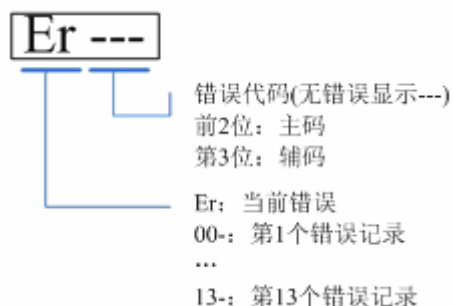 Er ---
错误代码(无错误显示---)
前2位：主码
第3位：辅码
Er：当前错误
00-：第1个错误记录
...
13-：第13个错误记录